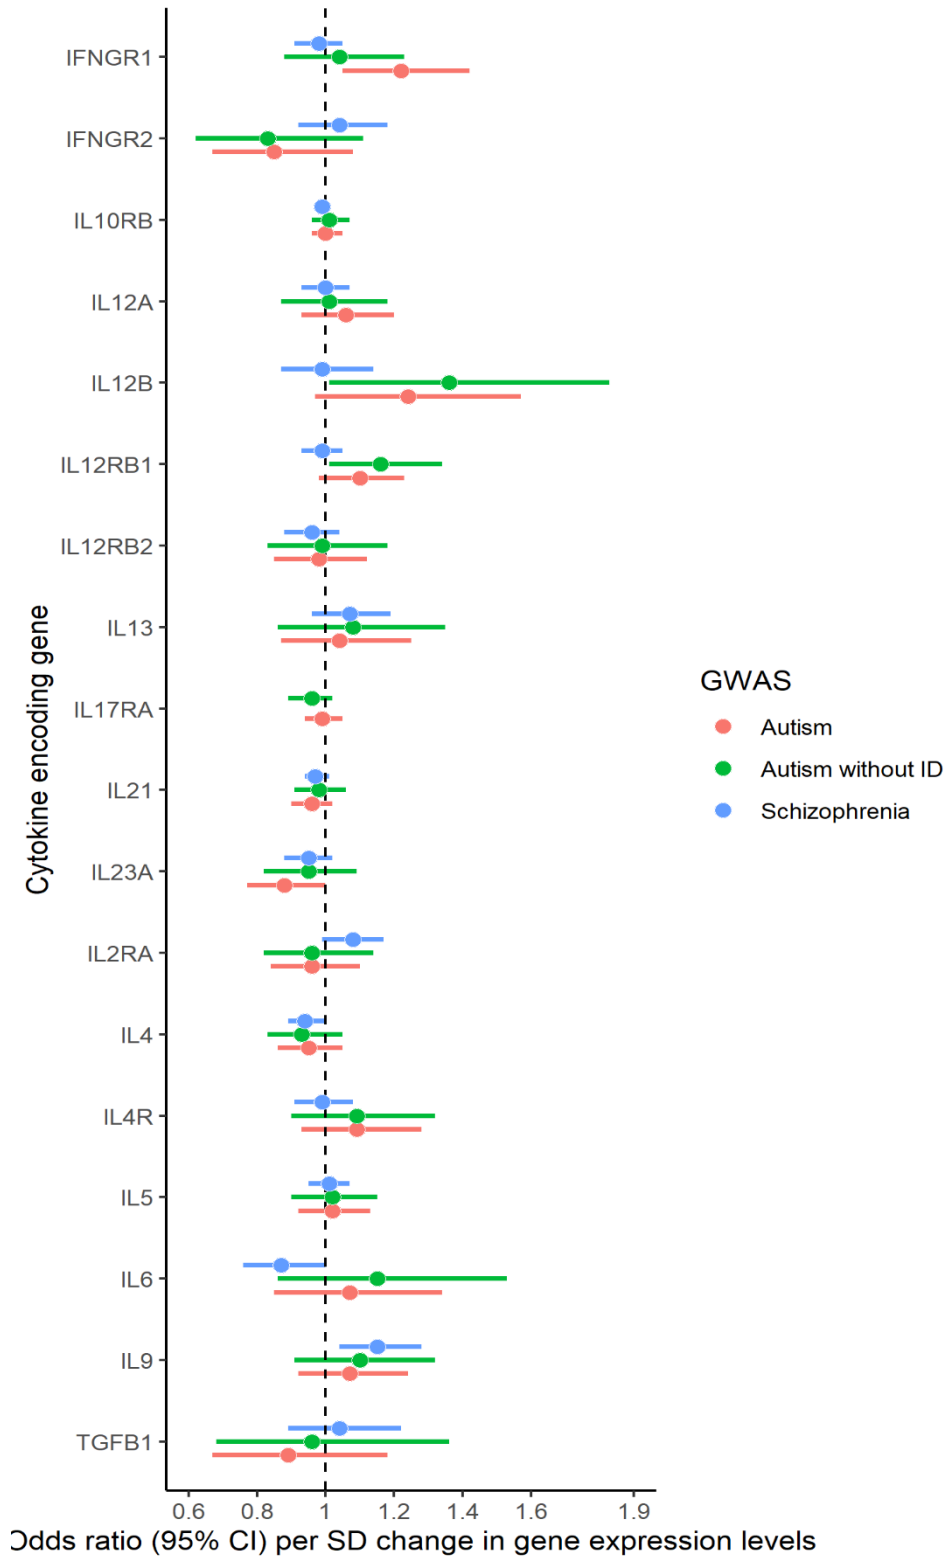 IFNGR1
IFNGR2
IL10RB
IL12A
IL12B
IL12RB1
IL12RB2
IL13
IL17RA
IL21
IL23A
IL2RA
IL4
IL4R
IL5
IL6
IL9
TGFB1
Cytokine encoding gene
0.6 0.8 1 1.2 1.4 1.6 1.9
Odds ratio (95% CI) per SD change in gene expression levels
GWAS
Autism
Autism without ID
Schizophrenia